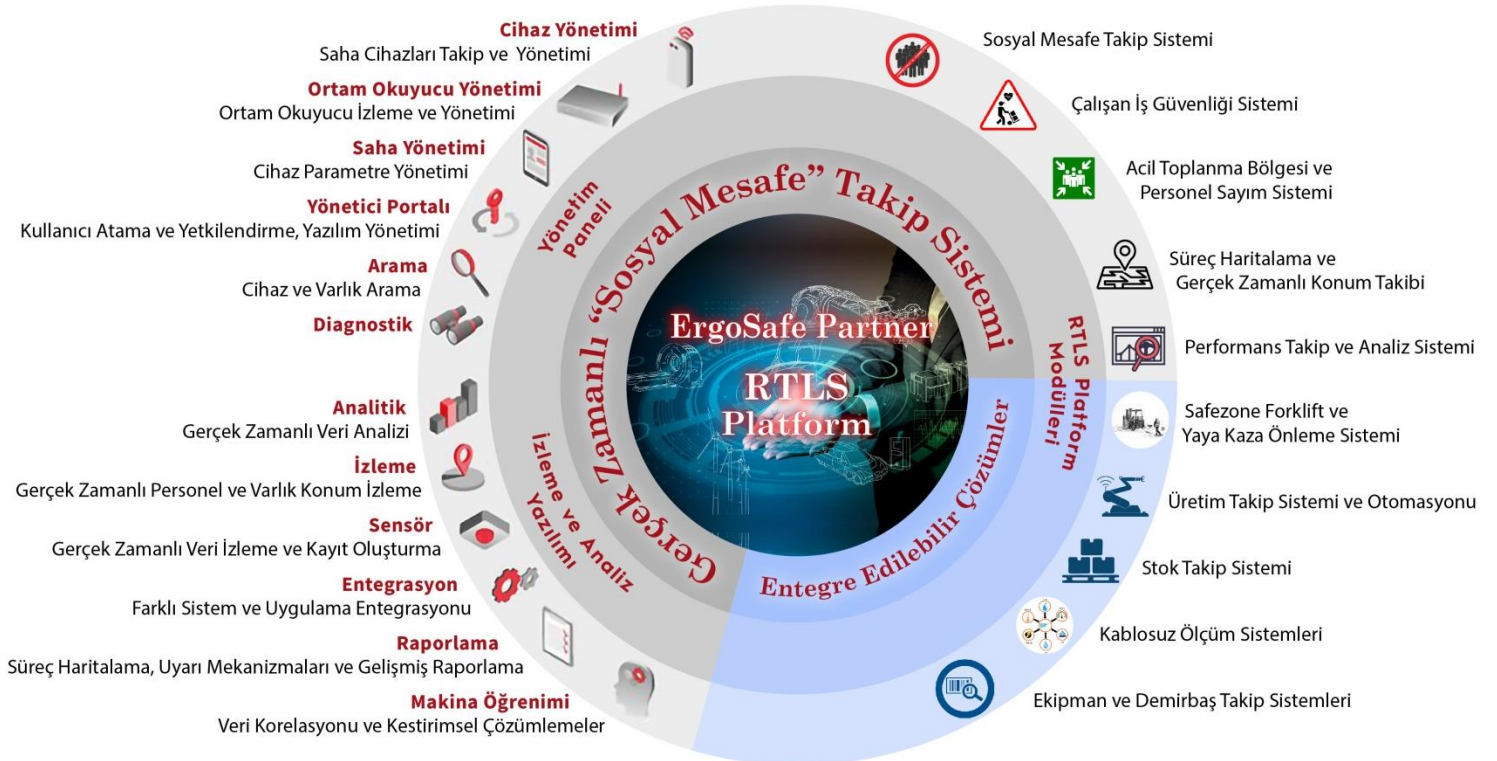 Cihaz Yönetimi
Saha Cihazları Takip ve Yönetimi
Ortam Okuyucu Yönetimi
Ortam Okuyucu İzleme ve Yönetimi
Saha Yönetimi
Cihaz Parametre Yönetimi
Yönetici Portalı
Kullanıcı Atama ve Yetkilendirme, Yazılım Yönetimi
Arama
Cihaz ve Varlık Arama
Diagnostik
Analitik
Gerçek Zamanlı Veri Analizi
İzleme
Gerçek Zamanlı Personel ve Varlık Konum İzleme
Sensör
Gerçek Zamanlı Veri İzleme ve Kayıt Oluşturma
Entegrasyon
Farklı Sistem ve Uygulama Entegrasyonu
Raporlama
Süreç Haritalama, Uyarı Mekanizmaları ve Gelişmiş Raporlama
Makina Öğrenimi
Veri Korelasyonu ve Kestirimsel Çözümlemeler
Yönetim
Paneli
İzleme ve Analiz
Yazılımı
Gerçek Zamanlı “Sosyal Mesafe” Takip Sistemi
ErgoSafe Partner
RTLS
Platform
Entegre Edilebilir Çözümler
RTLS Platform
Modülleri
Sosyal Mesafe Takip Sistemi
Çalışan İş Güvenliği Sistemi
Acil Toplanma Bölgesi ve
Personel Sayım Sistemi
Süreç Haritalama ve
Gerçek Zamanlı Konum Takibi
Performans Takip ve Analiz Sistemi
Safezone Forklift ve
Yaya Kaza Önleme Sistemi
Üretim Takip Sistemi ve Otomasyonu
Stok Takip Sistemi
Kablosuz Ölçüm Sistemleri
Ekipman ve Demirbaş Takip Sistemleri